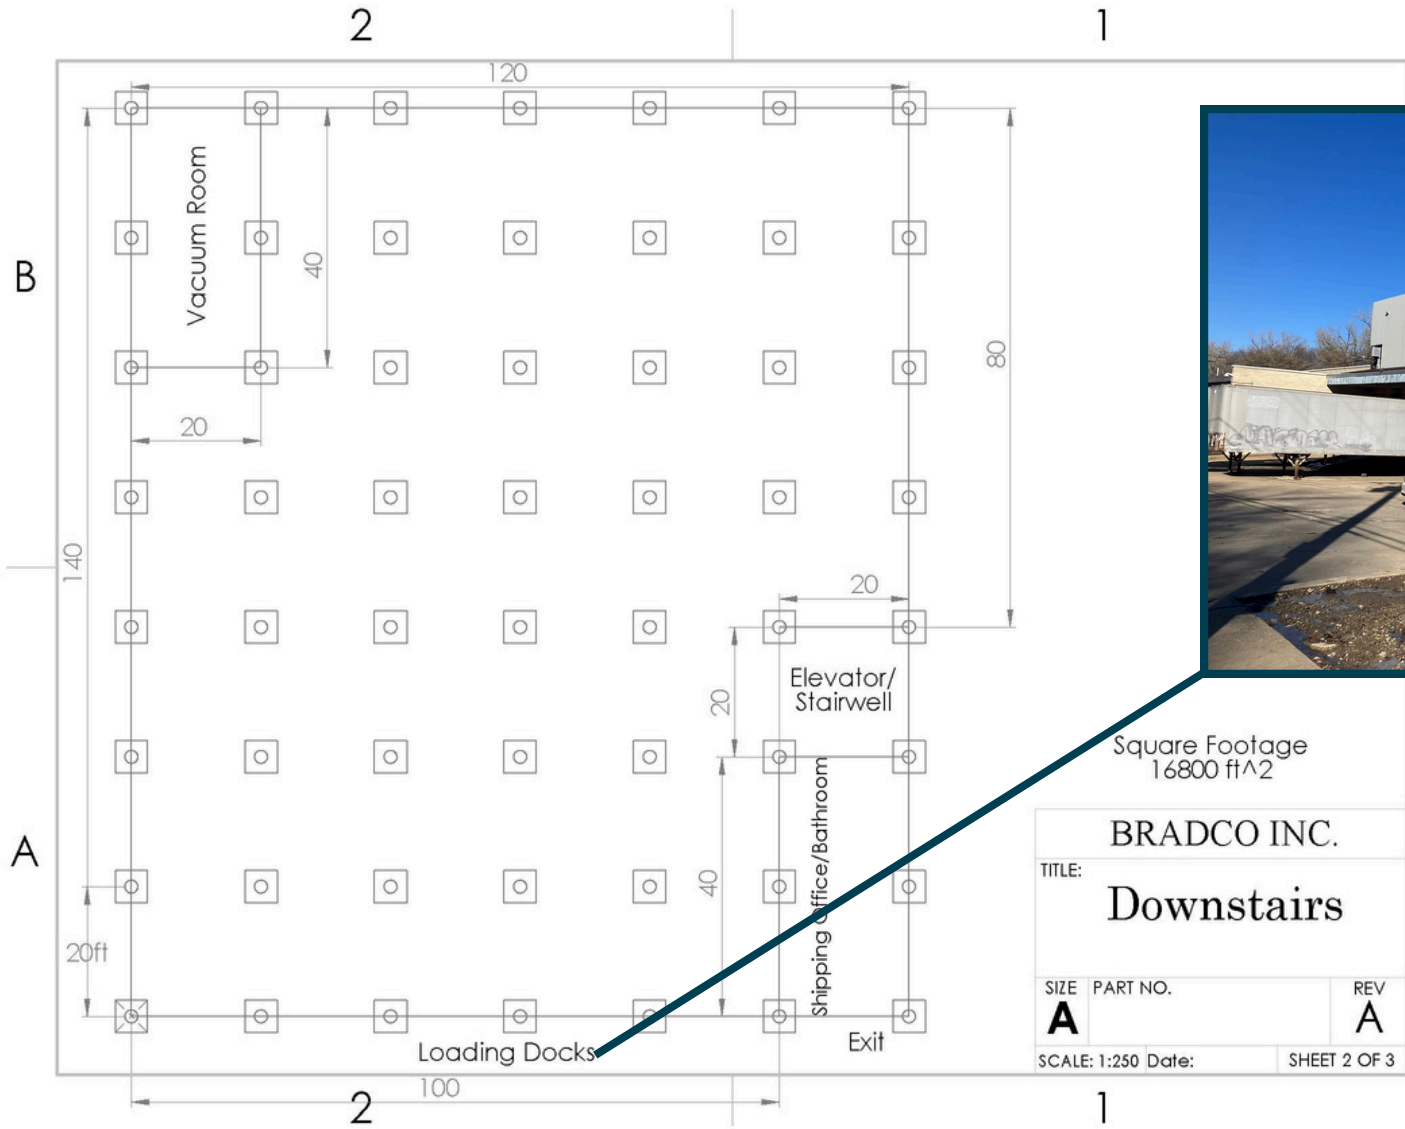 2
1
120
Vacuum Room
40
B
80
20
140
20
Elevator/
Stairwell
20
Square Footage
16800 ft^2
Shipping Office/Bathroom
40
A
BRADCO INC.
TITLE:
Downstairs
20ft
SIZE
A
PART NO.
REV
A
Loading Docks
Exit
SCALE: 1:250
Date:
SHEET 2 OF 3
100
2
1